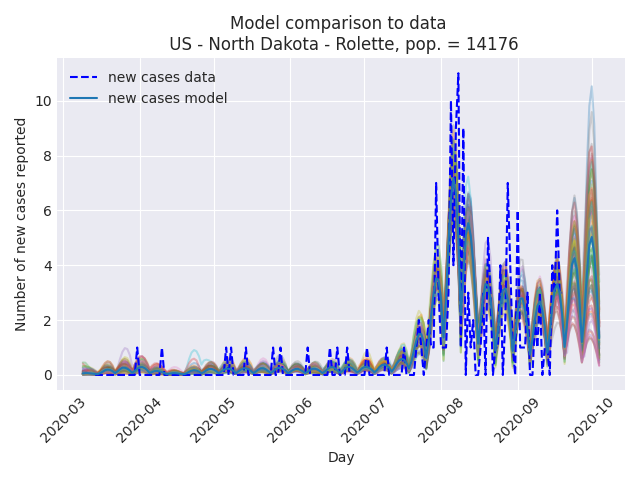 Model comparison to data
US - North Dakota - Rolette, pop. = 14176
new cases data
new cases model
Number of new cases reported
10
8
6
4
2
0
2020-03
2020-04
2020-05
2020-06
2020-07
2020-08
2020-09
2020-10
Day